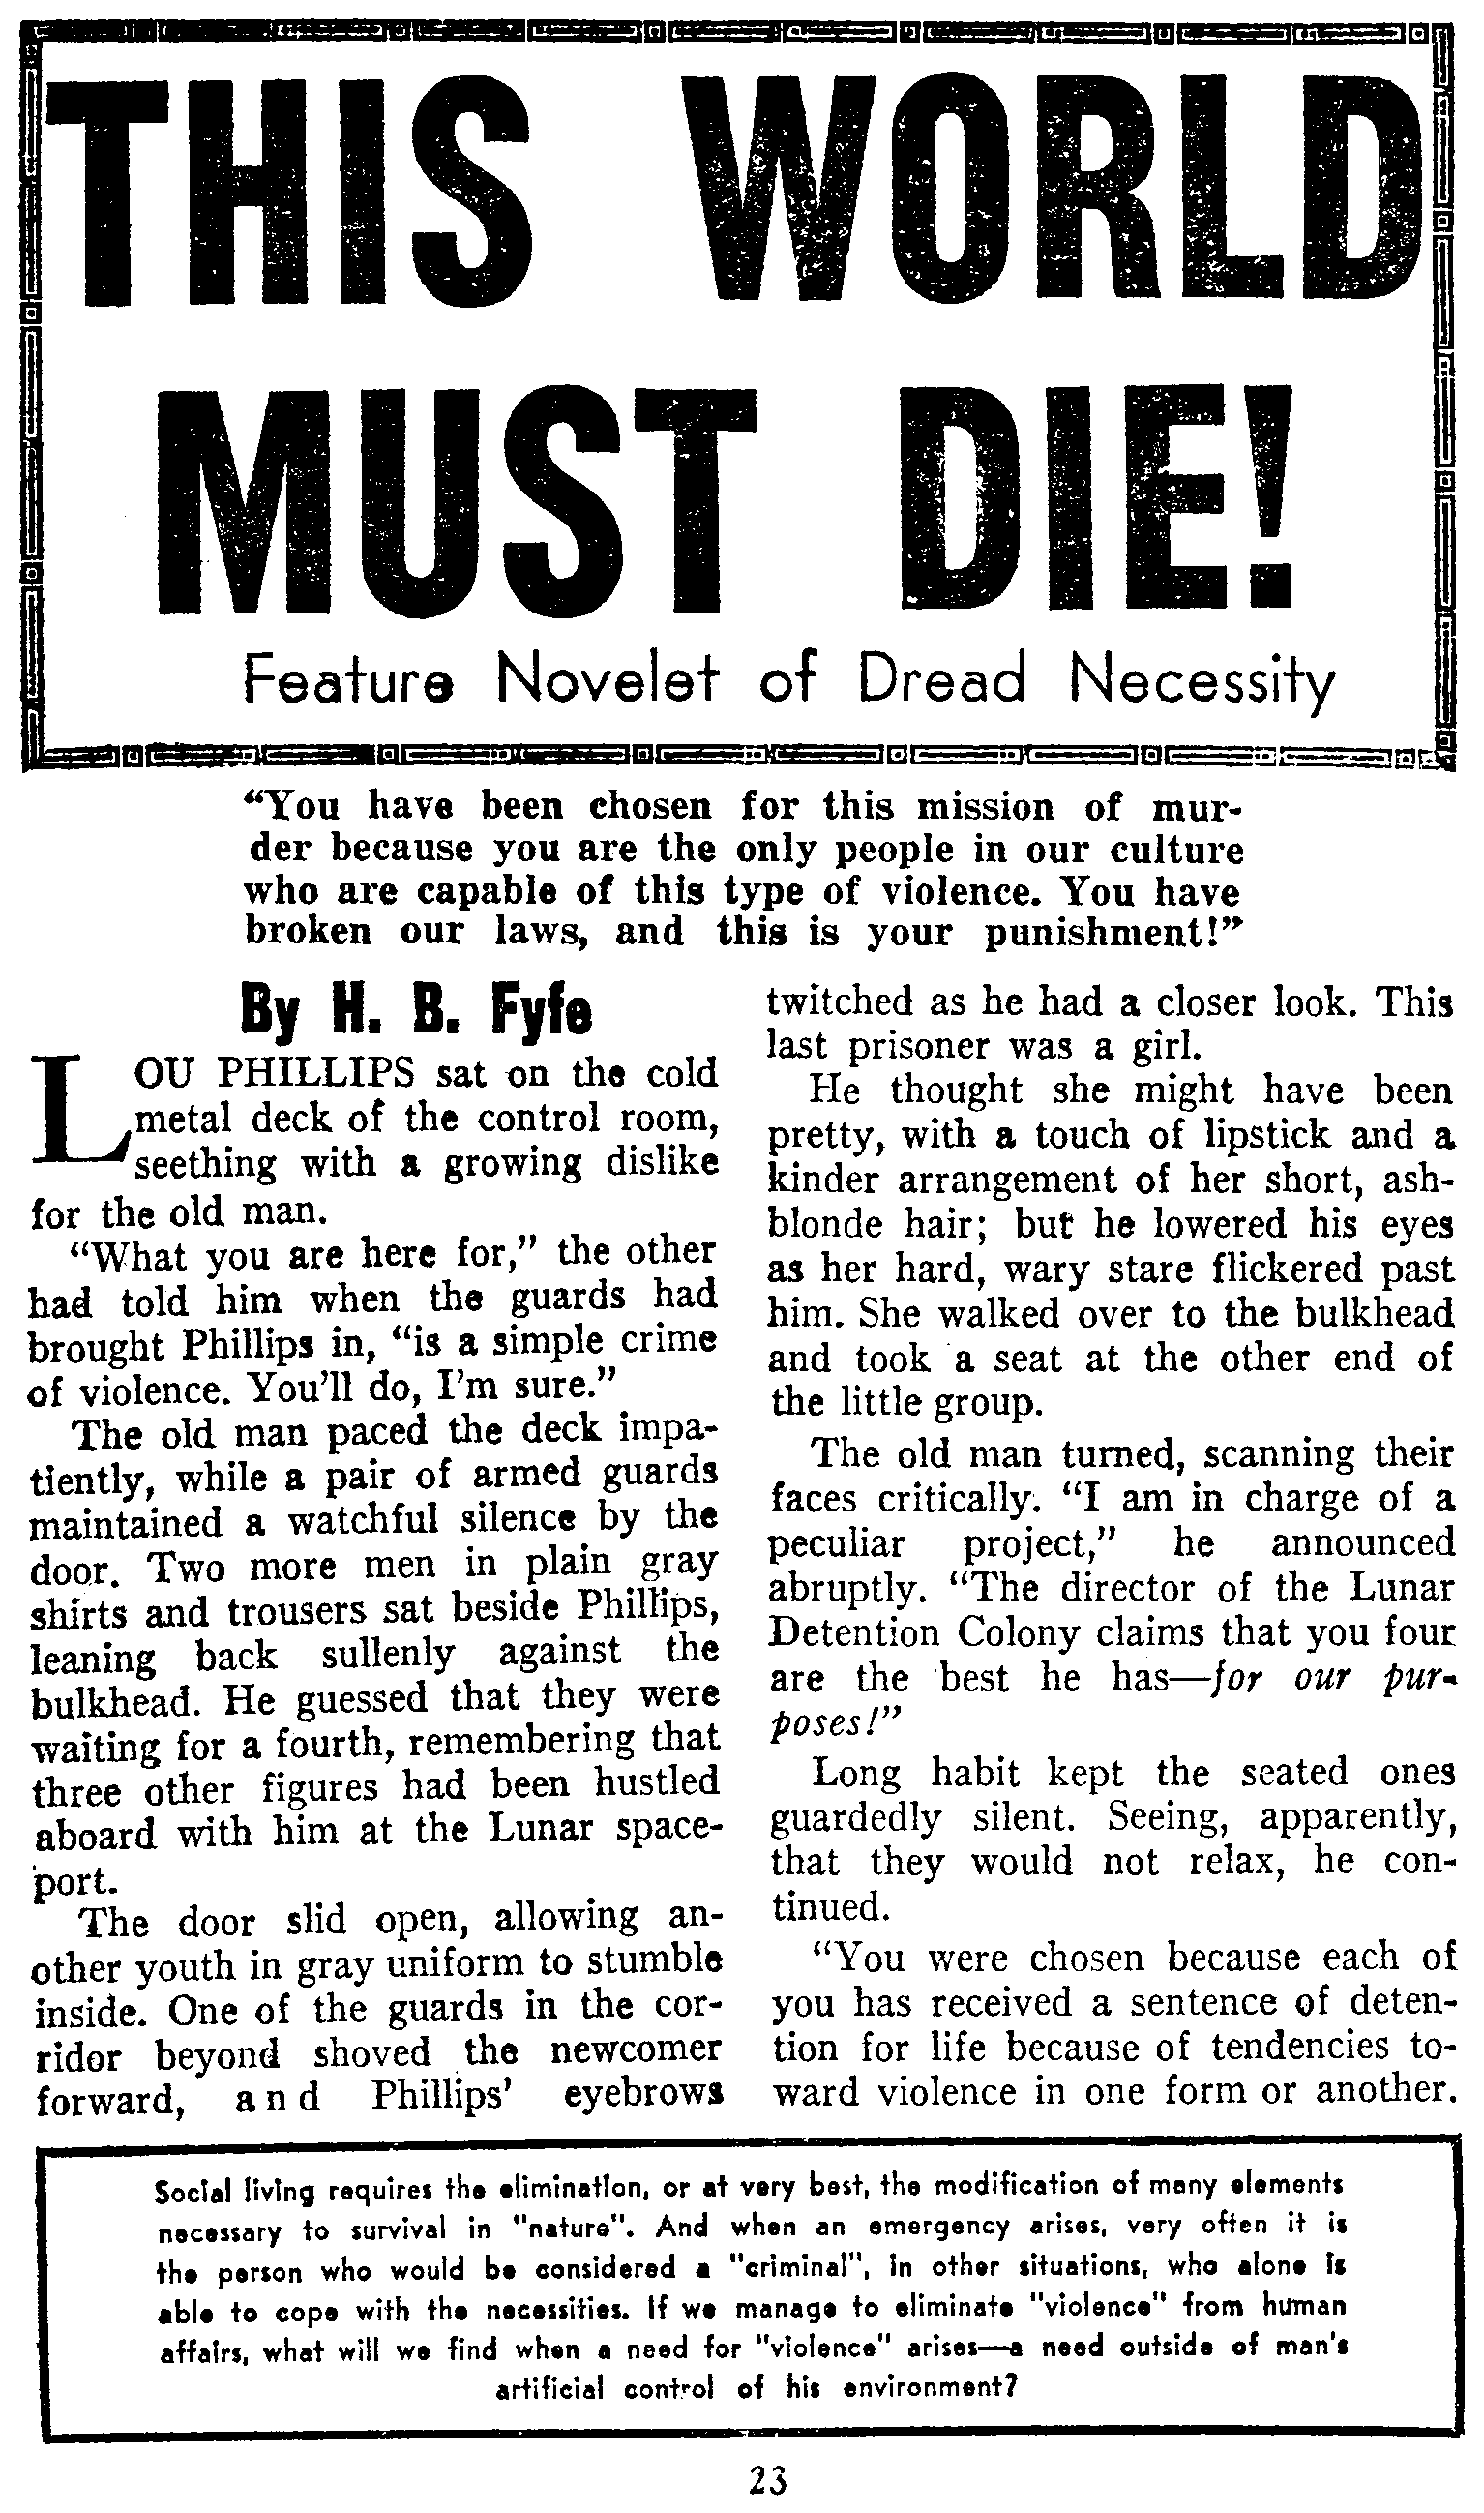 THIS WORLD
MUST DIE!
Feature Novelet of Dread Necessity
“You have been chosen for this mission of mur-
der because you are the only people in our culture
who are capable of this type of violence. You have
broken our laws, and this is your punishment!”
By H. B. Fyfe
LOU PHILLIPS sat on the cold
metal deck of the control room,
seething with a growing dislike
for the old man.
“What you are here for,” the other
had told him when the guards had
brought Phillips in, “is a simple crime
of violence. You’ll do, I’m sure.”
The old man paced the deck impa-
tiently, while a pair of armed guards
maintained a watchful silence by the
door. Two more men in plain gray
shirts and trousers sat beside Phillips,
leaning back sullenly against the
bulkhead. He guessed that they were
waiting for a fourth, remembering that
three other figures had been hustled
aboard with him at the Lunar space-
port.
The door slid open, allowing an-
other youth in gray uniform to stumble
inside. One of the guards in the cor-
ridor beyond shoved the newcomer
forward, and Phillips’ eyebrows
twitched as he had a closer look. This
last prisoner was a girl.
He thought she might have been
pretty, with a touch of lipstick and a
kinder arrangement of her short, ash-
blonde hair; but he lowered his eyes
as her hard, wary stare flickered past
him. She walked over to the bulkhead
and took a seat at the other end of
the little group.
The old man turned, scanning their
faces critically. “I am in charge of a
peculiar project,” he announced
abruptly. “The director of the Lunar
Detention Colony claims that you four
are the best he has—for our pur-
poses!”
Long habit kept the seated ones
guardedly silent. Seeing, apparently,
that they would not relax, he con-
tinued.
“You were chosen because each of
you has received a sentence of deten-
tion for life because of tendencies to-
ward violence in one form or another.
Social living requires the elimination, or at very best, the modification of many elements
necessary to survival in "nature". And when an emergency arises, very often it is
the person who would be considered a "criminal", in other situations, who alone is
able to cope with the necessities. If we manage to eliminate "violence" from human
affairs, what will we find when a need for "violence" arises—a need outside of man's
artificial control of his environment?
23